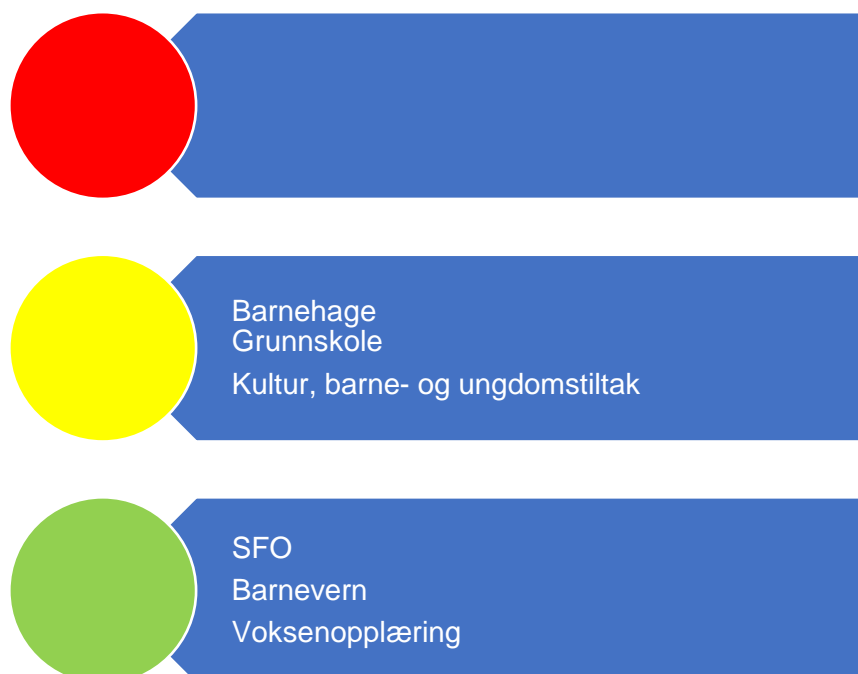 Barnehage
Grunnskole
Kultur, barne- og ungdomstiltak
SFO
Barnevern
Voksenopplæring